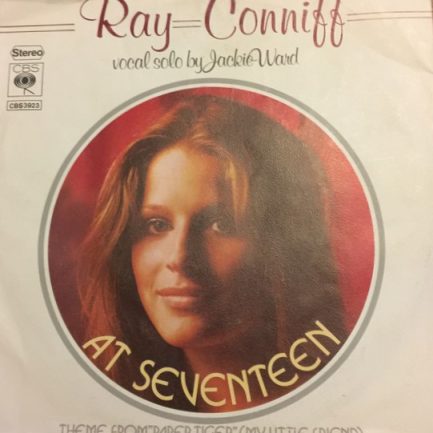 Ray Conniff
Stereo
vocal solo by Jackie Ward
CBS
CBS 3923
AT SEVENTEEN
THEME FROM "PAPER TIGER" (MY LITTLE FRIEND)